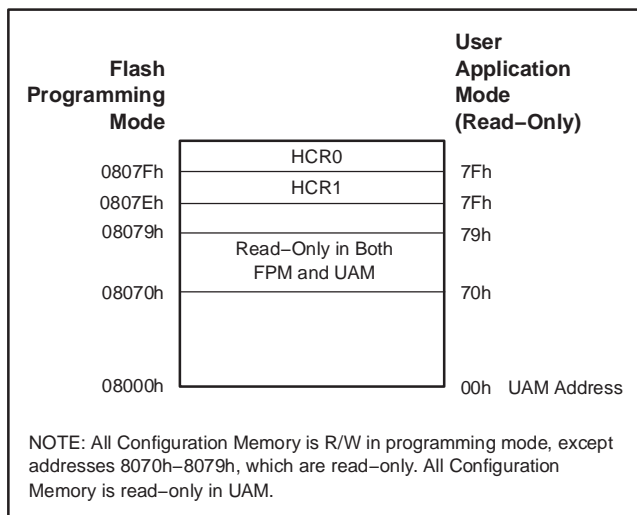 Flash
Programming
Mode
User
Application
Mode
(Read−Only)
HCR0
0807Fh
7Fh
HCR1
0807Eh
7Fh
08079h
79h
Read−Only in Both
FPM and UAM
08070h
70h
08000h
00h UAM Address
NOTE: All Configuration Memory is R/W in programming mode, except
addresses 8070h−8079h, which are read−only. All Configuration
Memory is read−only in UAM.